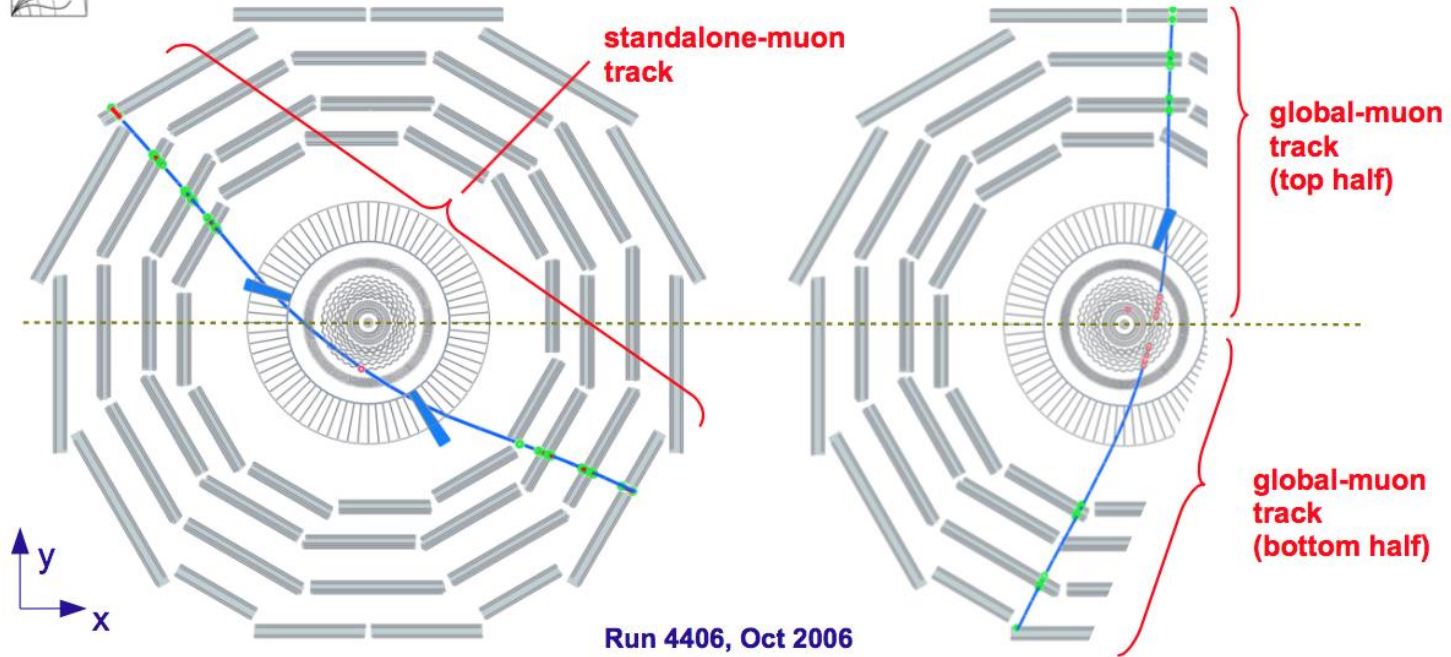 standalone-muon
track
global-muon
track
(top half)
global-muon
track
(bottom half)
y
x
Run 4406, Oct 2006